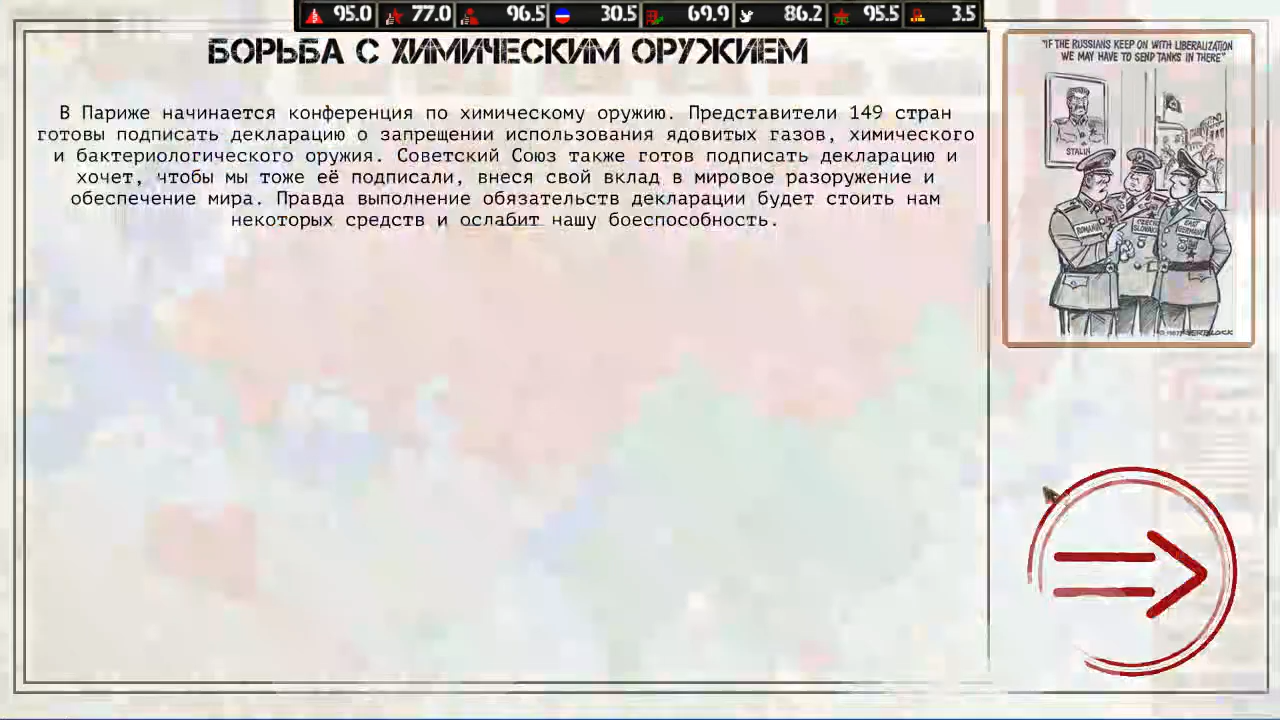 95.0 77.0 96.5 30.5 69.9 86.2 95.5 3.5
БОРЬБА С ХИМИЧЕСКИМ ОРУЖИЕМ
В Париже начинается конференция по химическому оружию. Представители 149 стран
готовы подписать декларацию о запрещении использования ядовитых газов, химического
и бактериологического оружия. Советский Союз также готов подписать декларацию и
хочет, чтобы мы тоже её подписали, внеся свой вклад в мировое разоружение и
обеспечение мира. Правда выполнение обязательств декларации будет стоить нам
некоторых средств и ослабит нашу боеспособность.
"IF THE RUSSIANS KEEP ON WITH LIBERALIZATION
WE MAY HAVE TO SEND TANKS IN THERE"
STALIN
ROMANIA
CZECHO
SLOVAKIA
EAST
GERMANY